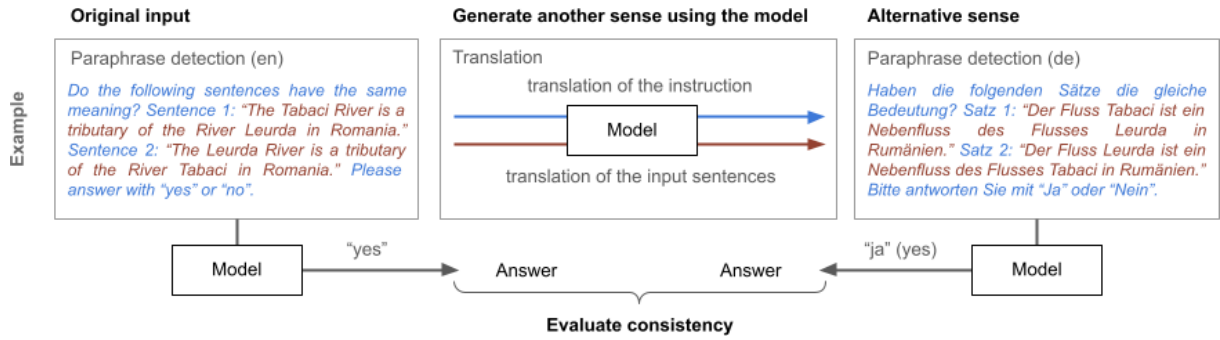 Original input
Generate another sense using the model
Alternative sense
Example
Paraphrase detection (en)
Do the following sentences have the same
meaning? Sentence 1: “The Tabaci River is a
tributary of the River Leurda in Romania.”
Sentence 2: “The Leurda River is a tributary
of the River Tabaci in Romania.” Please
answer with “yes” or “no”.
Translation
translation of the instruction
Model
translation of the input sentences
Paraphrase detection (de)
Haben die folgenden Sätze die gleiche
Bedeutung? Satz 1: “Der Fluss Tabaci ist ein
Nebenfluss des Flusses Leurda in
Rumänien.” Satz 2: “Der Fluss Leurda ist ein
Nebenfluss des Flusses Tabaci in Rumänien.”
Bitte antworten Sie mit “Ja” oder “Nein”.
Model
“yes”
Answer
Answer
“ja” (yes)
Model
Evaluate consistency